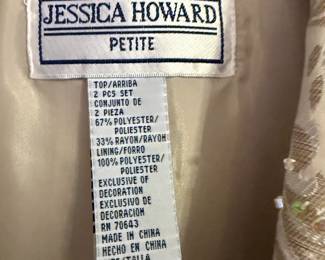 JESSICA HOWARD
PETITE
TOP/ARRIBA
2 PCS SET
CONJUNTO DE
2 PIEZA
67% POLYESTER/
POLIESTER
33% RAYON/RAYON
LINING/FORRO
100% POLYESTER/
POLIESTER
EXCLUSIVE OF
DECORATION
EXCLUSIVO DE
DECORACION
RN 70643
MADE IN CHINA
HECHO EN CHINA